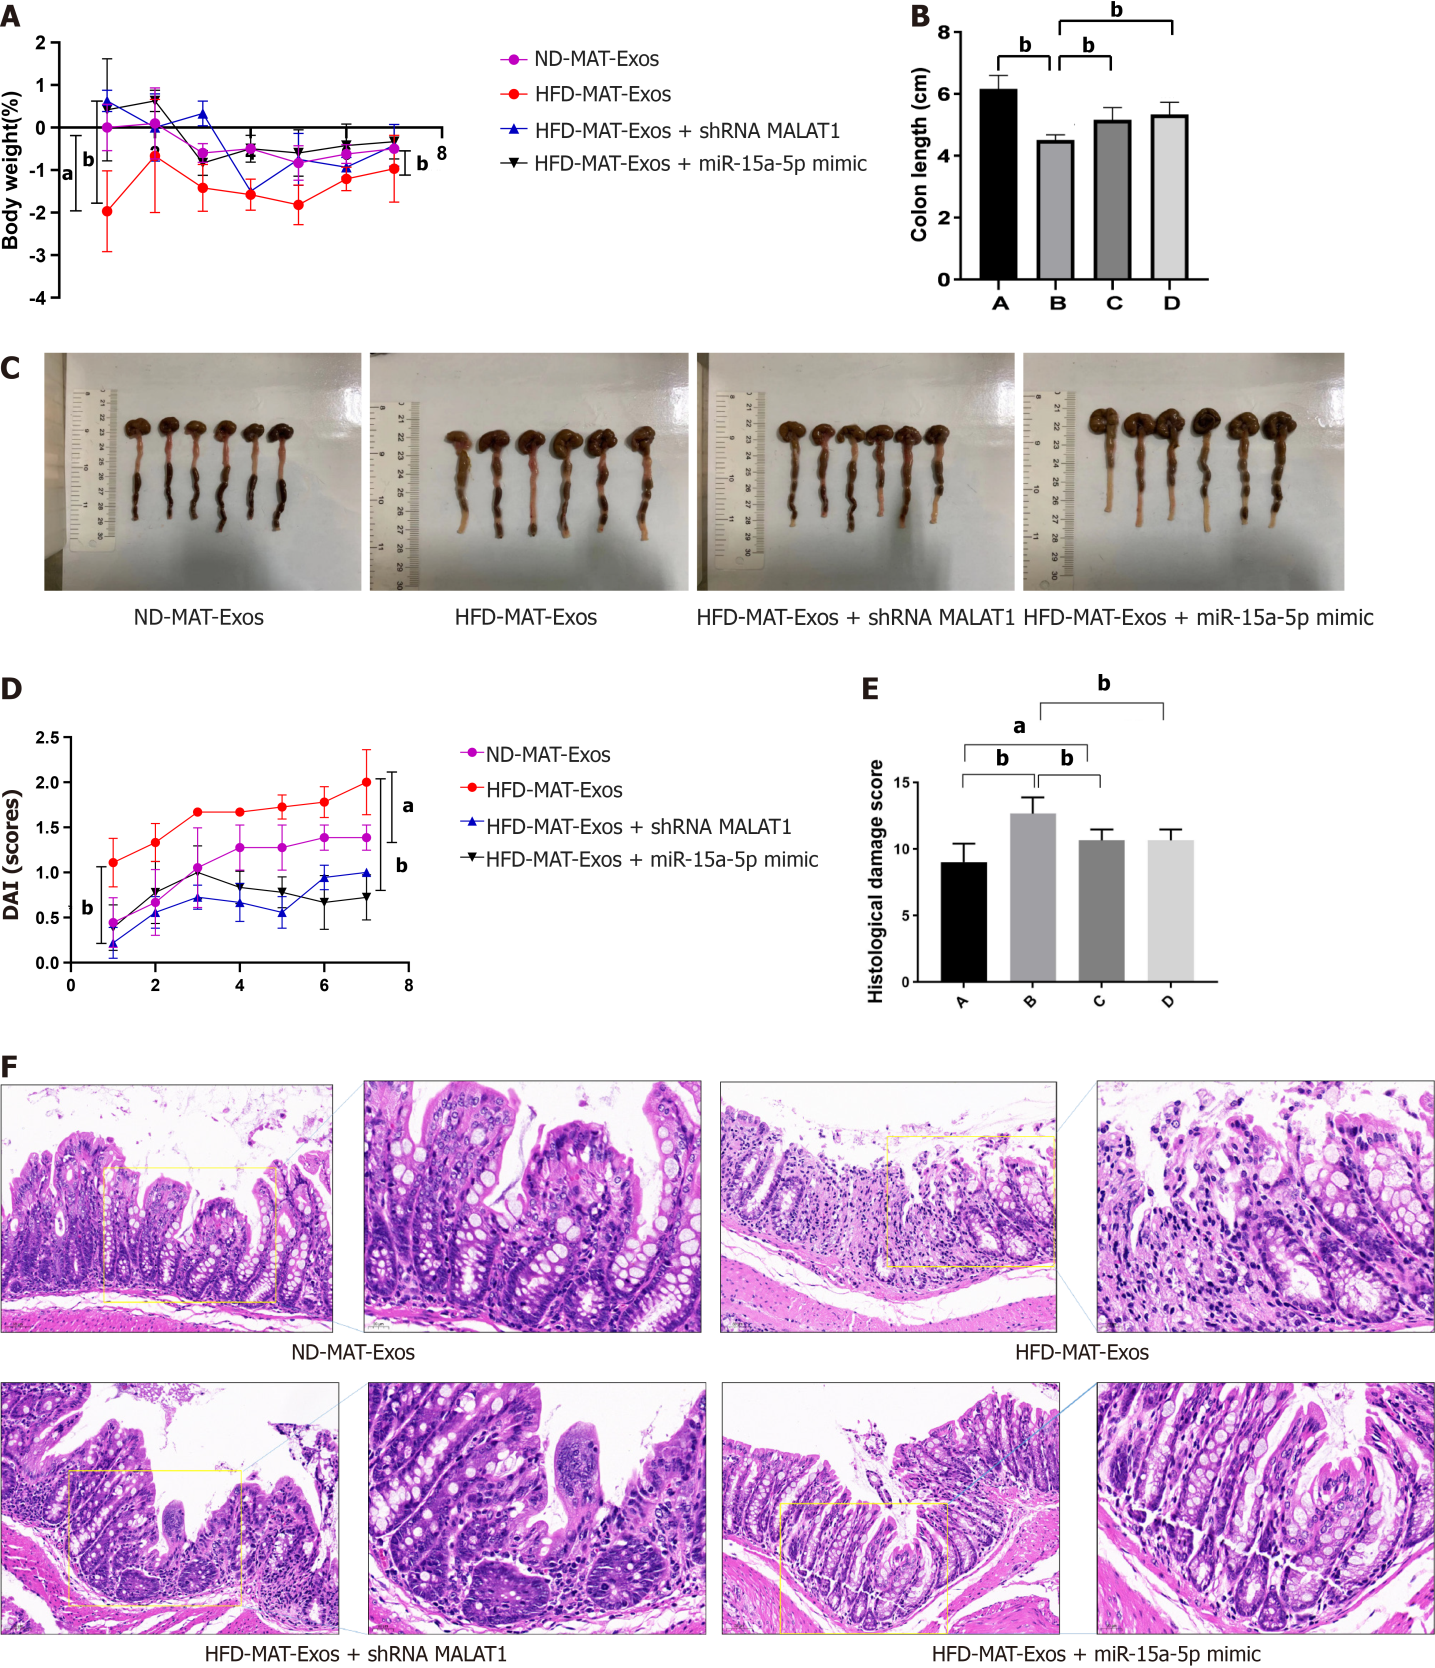 A
Body weight(%)
2
1
0
-1
-2
-3
-4
2
8
a
b
b
ND-MAT-Exos
HFD-MAT-Exos
HFD-MAT-Exos + shRNA MALAT1
HFD-MAT-Exos + miR-15a-5p mimic
B
Colon length (cm)
8
6
4
2
0
b
b
b
A B C D
C
ND-MAT-Exos
HFD-MAT-Exos
HFD-MAT-Exos + shRNA MALAT1
HFD-MAT-Exos + miR-15a-5p mimic
D
DAI (scores)
2.5
2.0
1.5
1.0
0.5
0.0
0 2 4 6 8
b
a
b
ND-MAT-Exos
HFD-MAT-Exos
HFD-MAT-Exos + shRNA MALAT1
HFD-MAT-Exos + miR-15a-5p mimic
E
Histological damage score
15
10
5
0
b
a
b b
A B C D
F
ND-MAT-Exos
HFD-MAT-Exos
HFD-MAT-Exos + shRNA MALAT1
HFD-MAT-Exos + miR-15a-5p mimic